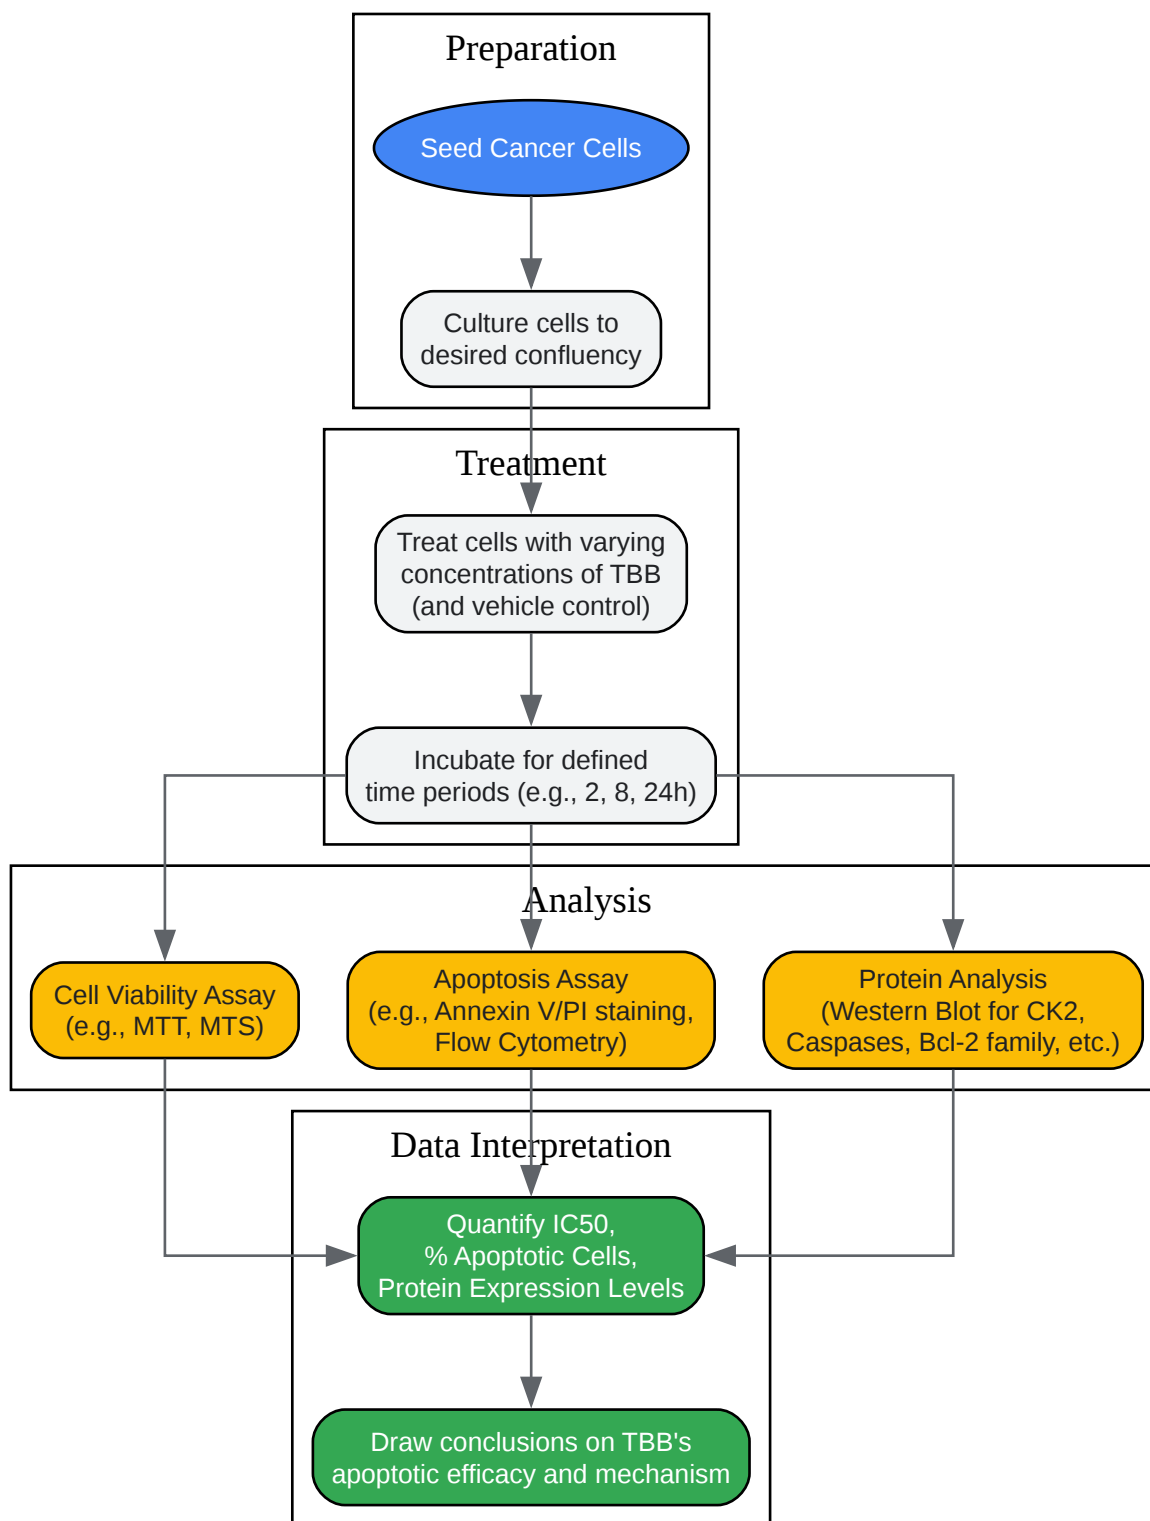 Preparation
Seed Cancer Cells
Culture cells to
desired confluency
Treatment
Treat cells with varying
concentrations of TBB
(and vehicle control)
Incubate for defined
time periods (e.g., 2, 8, 24h)
Analysis
Cell Viability Assay
(e.g., MTT, MTS)
Apoptosis Assay
(e.g., Annexin V/PI staining,
Flow Cytometry)
Protein Analysis
(Western Blot for CK2,
Caspases, Bcl-2 family, etc.)
Data Interpretation
Quantify IC50,
% Apoptotic Cells,
Protein Expression Levels
Draw conclusions on TBB's
apoptotic efficacy and mechanism